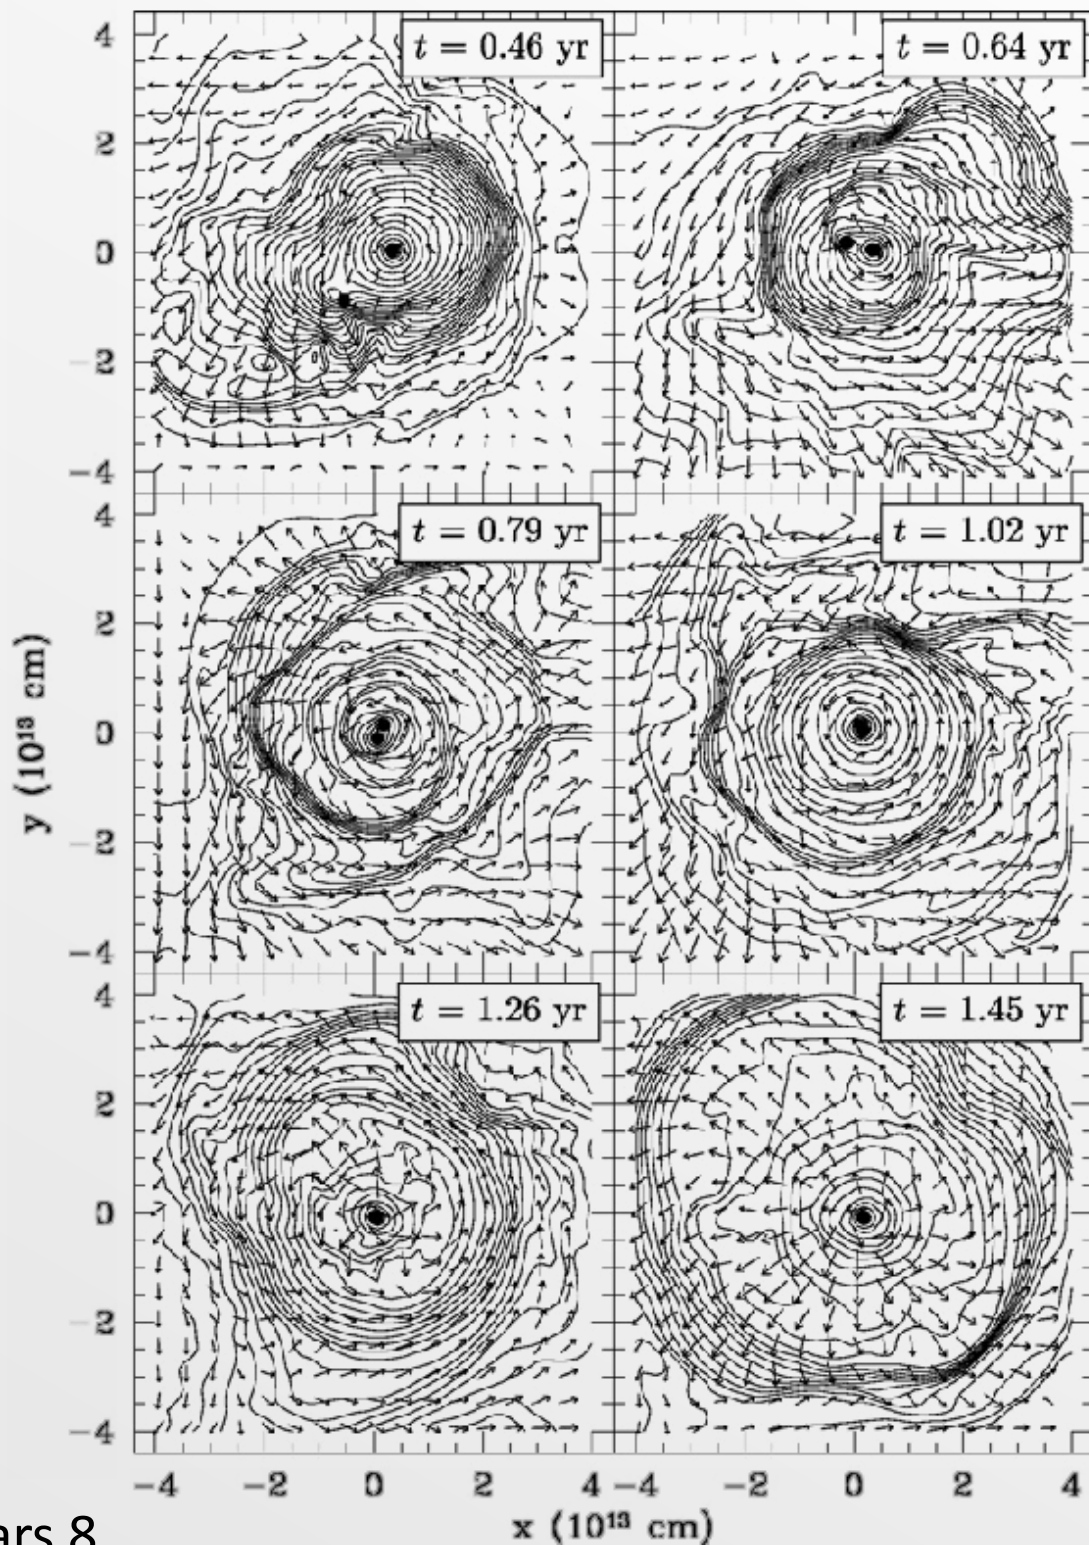 t = 0.46 yr
t = 0.64 yr
4
2
0
−2
−4
t = 0.79 yr
t = 1.02 yr
4
2
0
−2
−4
t = 1.26 yr
t = 1.45 yr
4
2
0
−2
−4
y (10¹³ cm)
−4 −2 0 2 4 −4 −2 0 2 4
x (10¹³ cm)
8